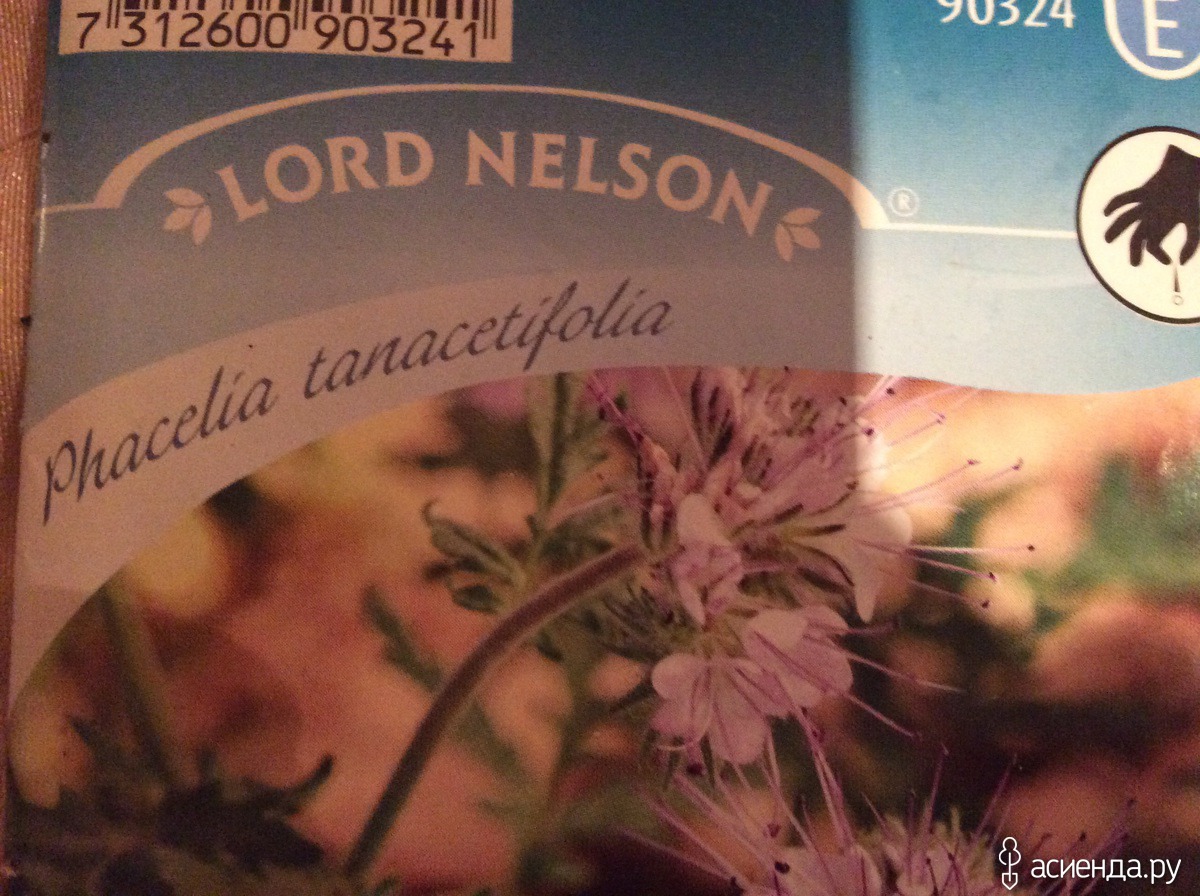 7 312600 903241
90324
E
LORD NELSON
®
Phacelia tanacetifolia
асиенда.ру